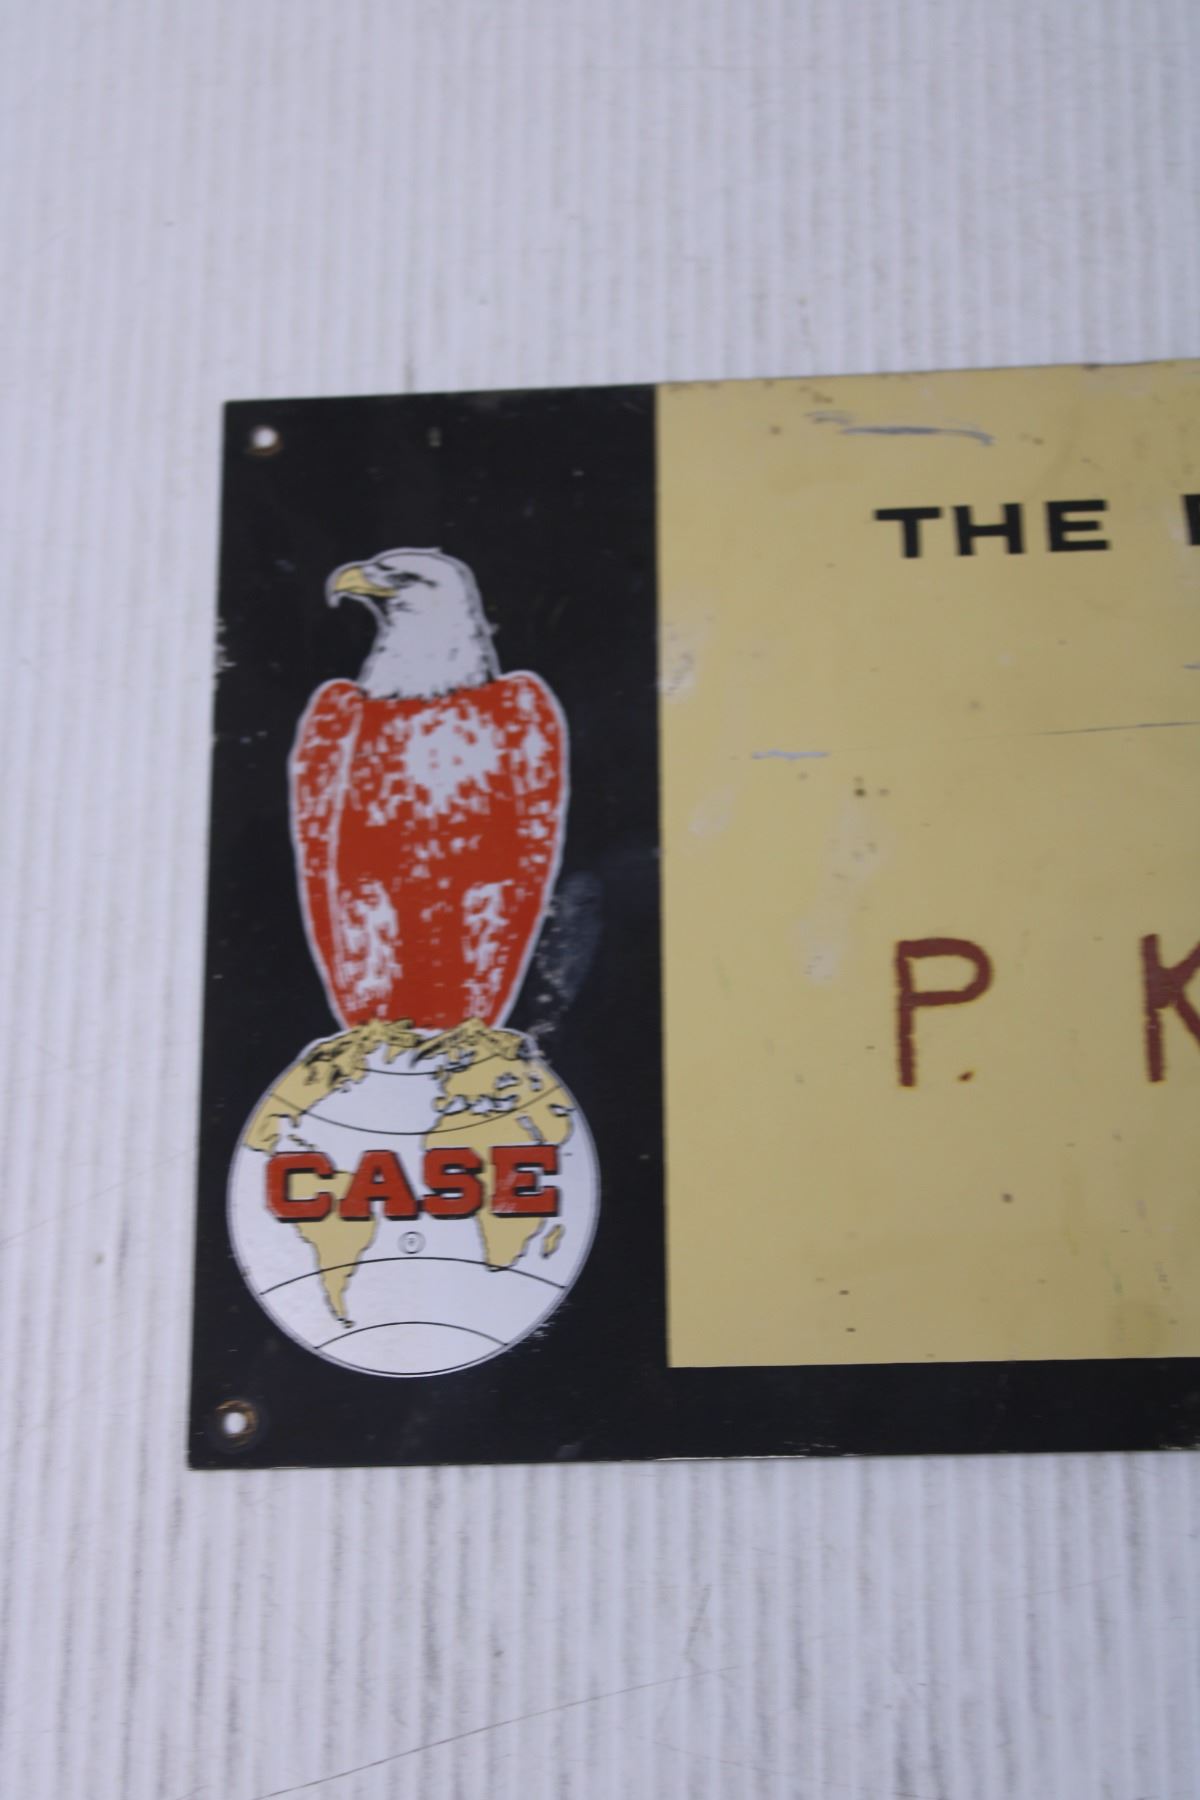 THE
P. K
CASE
®